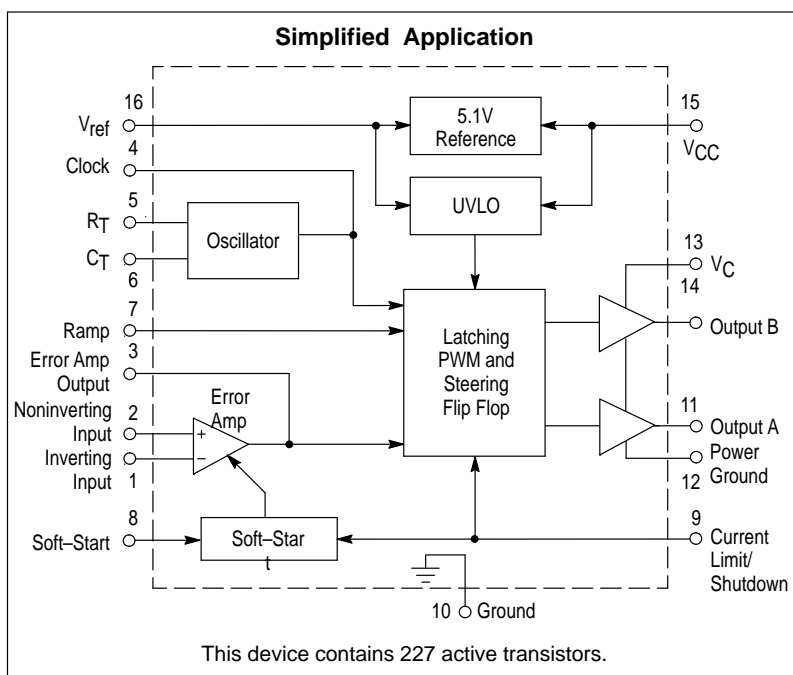 Simplified Application
16
Vref
4
Clock
5
RT
CT
6
7
Ramp
3
Error Amp
Output
Noninverting
2
Input
Inverting
Input
1
8
Soft–Start
5.1V
Reference
UVLO
Oscillator
Latching
PWM and
Steering
Flip Flop
Error
Amp
+
–
Soft–Star
t
15
VCC
13
VC
14
Output B
11
Output A
Power
Ground
12
9
Current
Limit/
Shutdown
10
Ground
This device contains 227 active transistors.